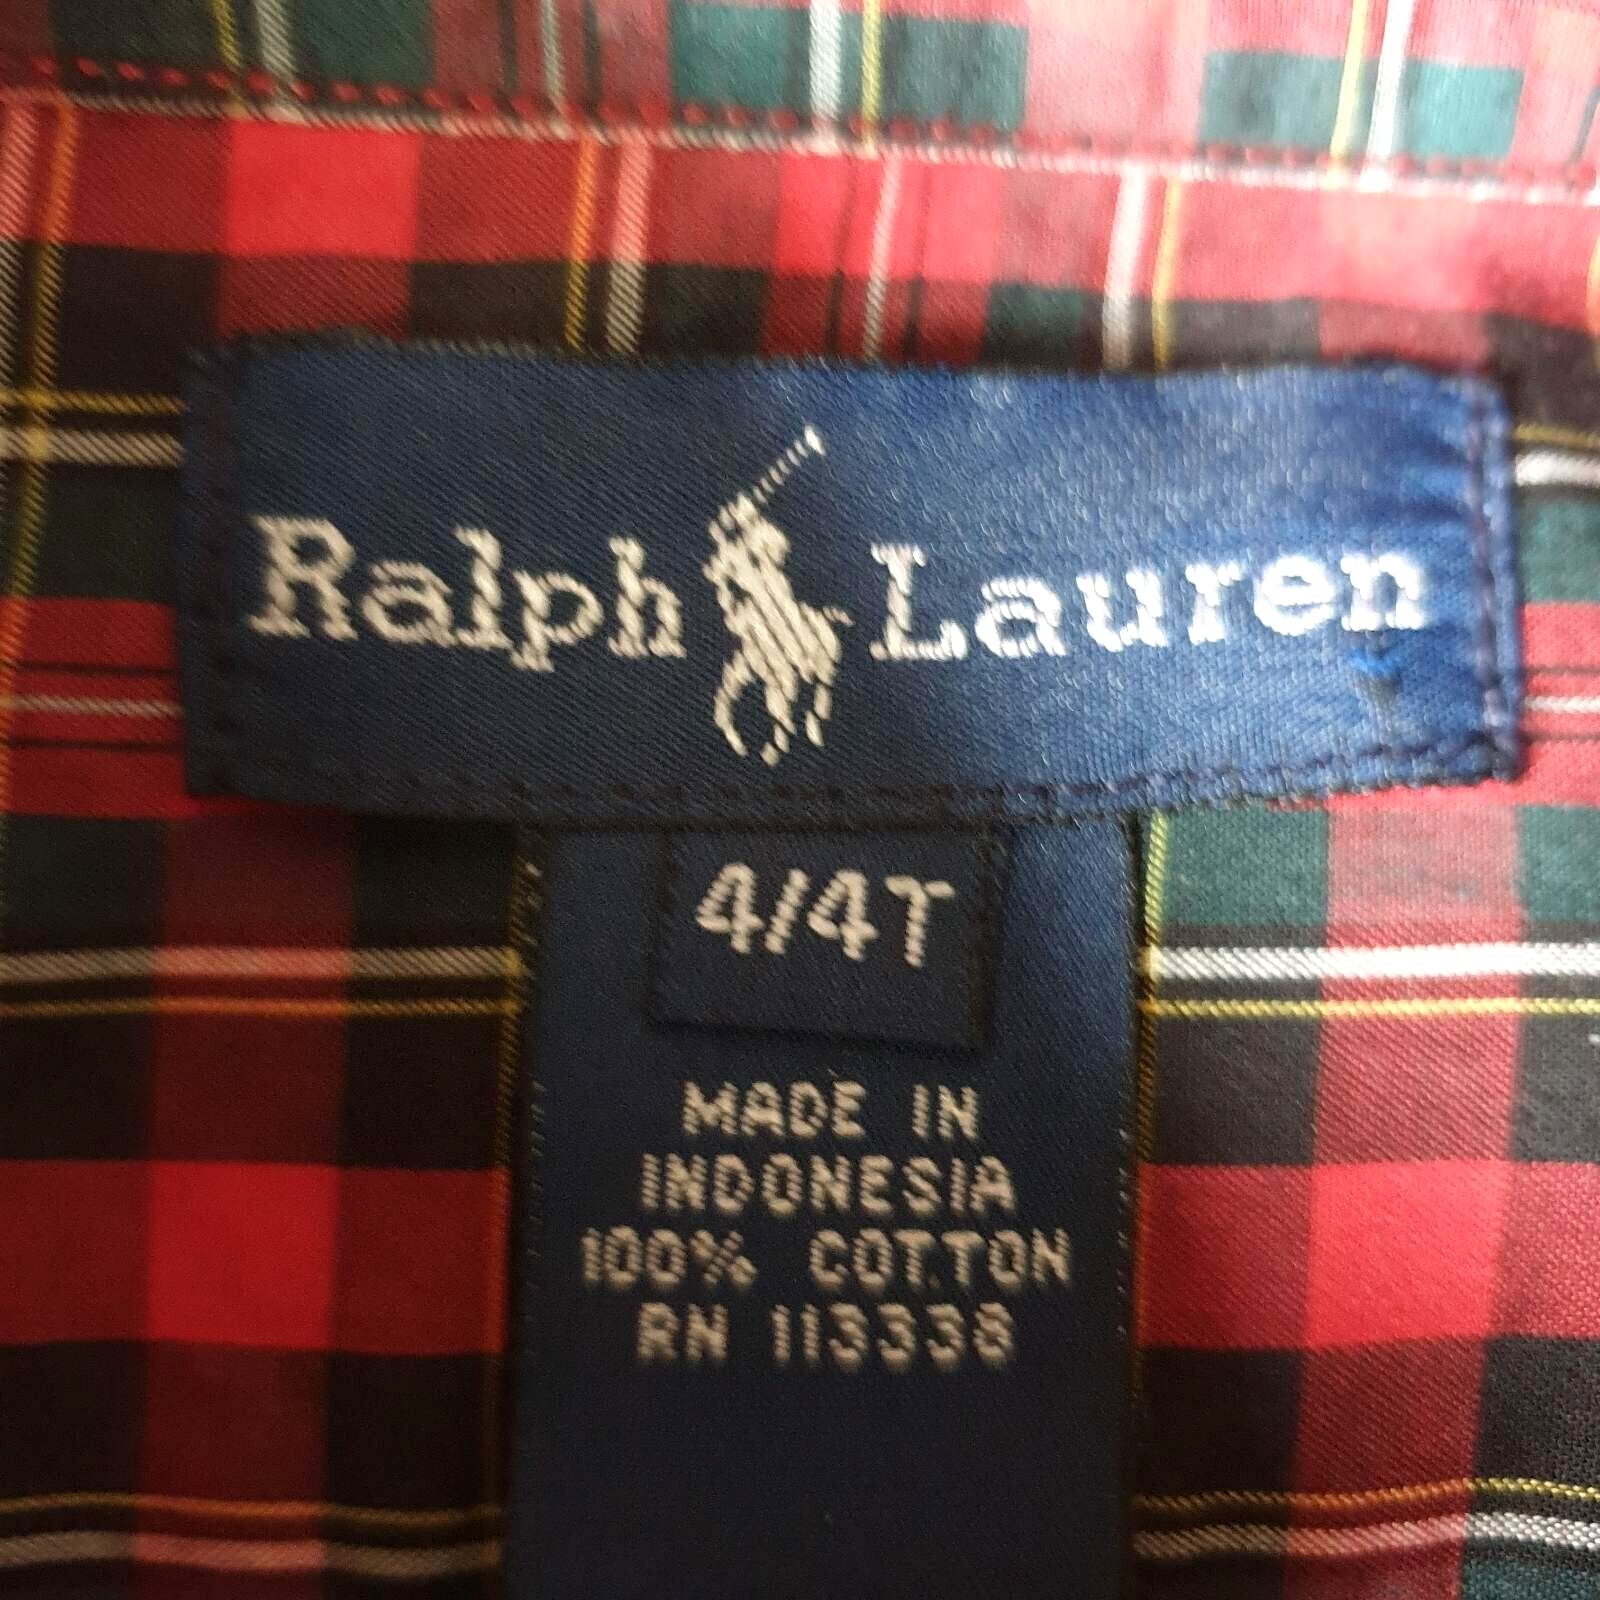 Ralph Lauren
4/4T
MADE IN
INDONESIA
100% COTTON
RN 113338